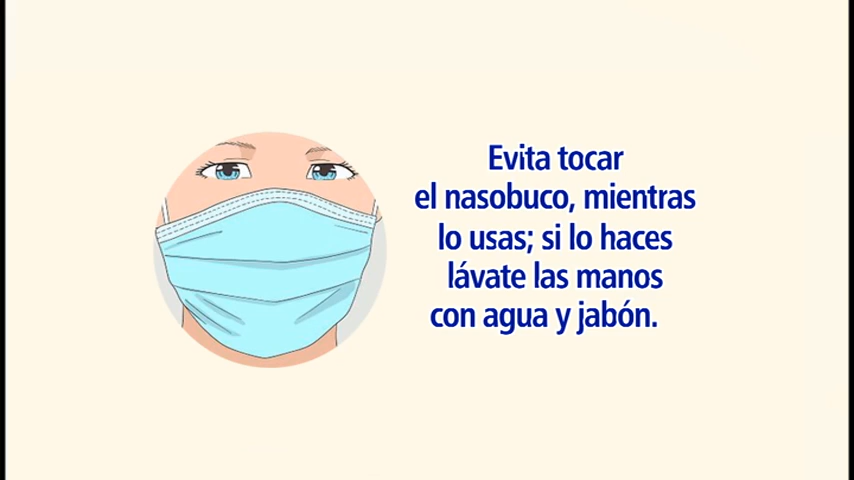 Evita tocar
el nasobuco, mientras
lo usas; si lo haces
lávate las manos
con agua y jabón.